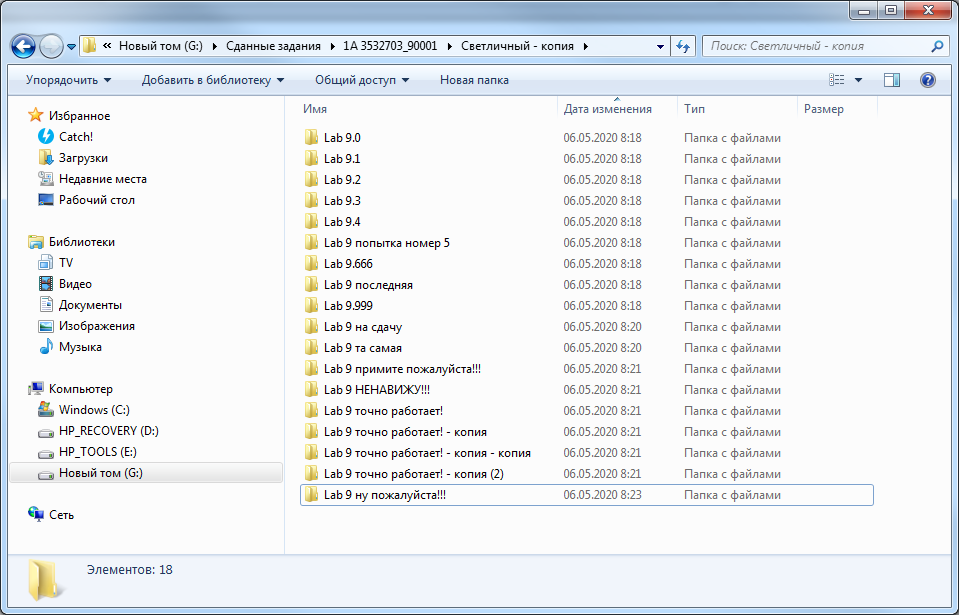 « Новый том (G:) Сданные задания 1А 3532703_90001 Светличный - копия
Поиск: Светличный - копия
Упорядочить Добавить в библиотеку Общий доступ Новая папка
Избранное
Catch!
Загрузки
Недавние места
Рабочий стол
Библиотеки
TV
Видео
Документы
Изображения
Музыка
Компьютер
Windows (C:)
HP_RECOVERY (D:)
HP_TOOLS (E:)
Новый том (G:)
Сеть
Имя Дата изменения Тип Размер
Lab 9.0 06.05.2020 8:18 Папка с файлами
Lab 9.1 06.05.2020 8:18 Папка с файлами
Lab 9.2 06.05.2020 8:18 Папка с файлами
Lab 9.3 06.05.2020 8:18 Папка с файлами
Lab 9.4 06.05.2020 8:18 Папка с файлами
Lab 9 попытка номер 5 06.05.2020 8:18 Папка с файлами
Lab 9.666 06.05.2020 8:18 Папка с файлами
Lab 9 последняя 06.05.2020 8:18 Папка с файлами
Lab 9.999 06.05.2020 8:18 Папка с файлами
Lab 9 на сдачу 06.05.2020 8:20 Папка с файлами
Lab 9 та самая 06.05.2020 8:20 Папка с файлами
Lab 9 примите пожалуйста!!! 06.05.2020 8:21 Папка с файлами
Lab 9 НЕНАВИЖУ!!! 06.05.2020 8:21 Папка с файлами
Lab 9 точно работает! 06.05.2020 8:21 Папка с файлами
Lab 9 точно работает! - копия 06.05.2020 8:21 Папка с файлами
Lab 9 точно работает! - копия - копия 06.05.2020 8:21 Папка с файлами
Lab 9 точно работает! - копия (2) 06.05.2020 8:21 Папка с файлами
Lab 9 ну пожалуйста!!! 06.05.2020 8:23 Папка с файлами
Элементов: 18